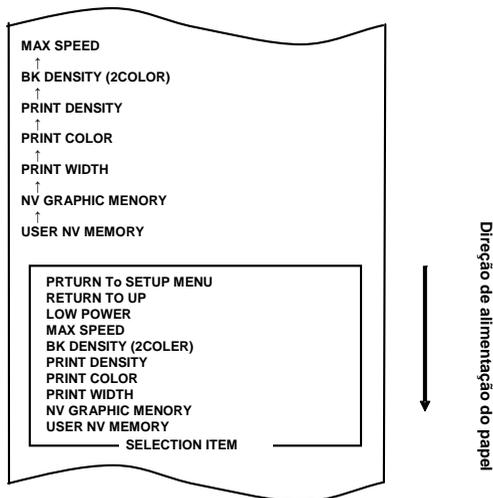 MAX SPEED
↑
BK DENSITY (2COLOR)
↑
PRINT DENSITY
↑
PRINT COLOR
↑
PRINT WIDTH
↑
NV GRAPHIC MENORY
↑
USER NV MEMORY
PRTURN To SETUP MENU
RETURN TO UP
LOW POWER
MAX SPEED
BK DENSITY (2COLER)
PRINT DENSITY
PRINT COLOR
PRINT WIDTH
NV GRAPHIC MENORY
USER NV MEMORY
SELECTION ITEM
Direção de alimentação do papel